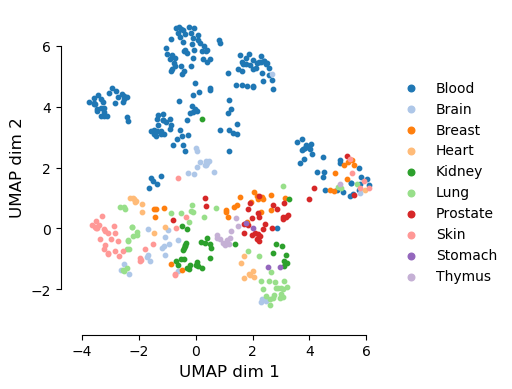 6
4
2
0
−2
UMAP dim 2
−4
−2
0
2
4
6
UMAP dim 1
Blood
Brain
Breast
Heart
Kidney
Lung
Prostate
Skin
Stomach
Thymus